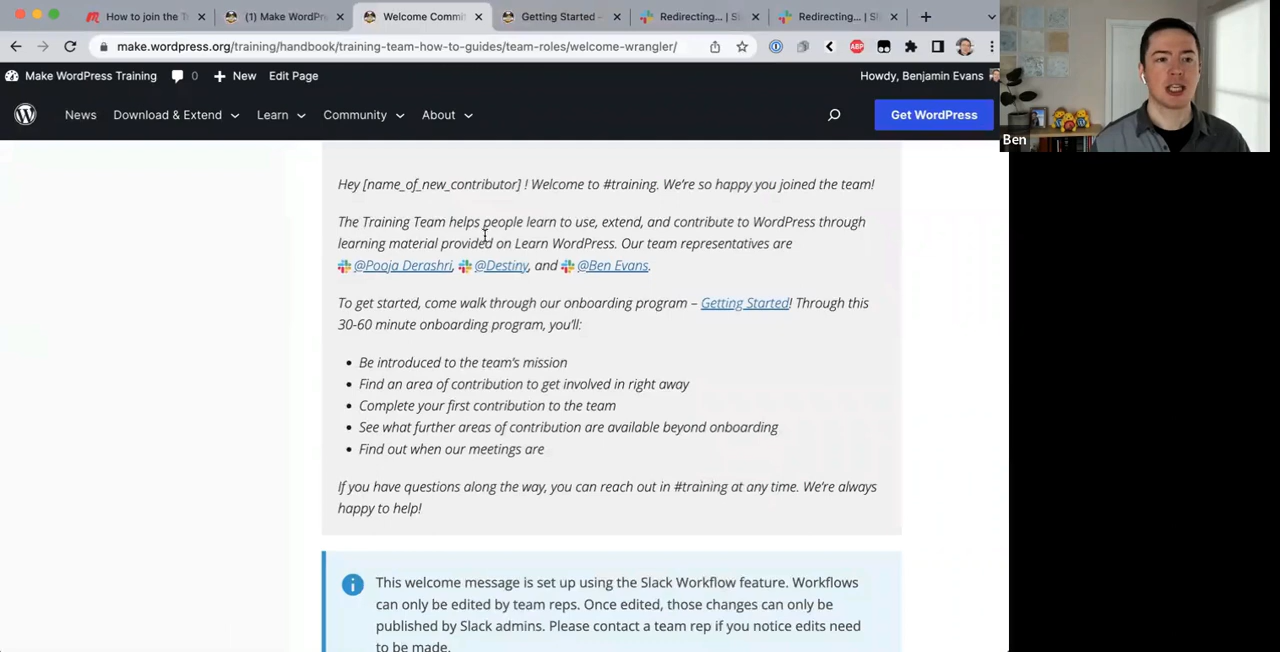 How to join the T
(1) Make WordPre
Welcome Commi
Getting Started –
Redirecting... | Sl
Redirecting... | Sl
make.wordpress.org/training/handbook/training-team-how-to-guides/team-roles/welcome-wrangler/
Make WordPress Training 0 New Edit Page Howdy, Benjamin Evans
News Download & Extend Learn Community About Get WordPress
Ben
Hey [name_of_new_contributor] ! Welcome to #training. We're so happy you joined the team!
The Training Team helps people learn to use, extend, and contribute to WordPress through
learning material provided on Learn WordPress. Our team representatives are
@Pooja Derashri, @Destiny, and @Ben Evans.
To get started, come walk through our onboarding program – Getting Started! Through this
30-60 minute onboarding program, you'll:
• Be introduced to the team's mission
• Find an area of contribution to get involved in right away
• Complete your first contribution to the team
• See what further areas of contribution are available beyond onboarding
• Find out when our meetings are
If you have questions along the way, you can reach out in #training at any time. We're always
happy to help!
This welcome message is set up using the Slack Workflow feature. Workflows
can only be edited by team reps. Once edited, those changes can only be
published by Slack admins. Please contact a team rep if you notice edits need
to be made.